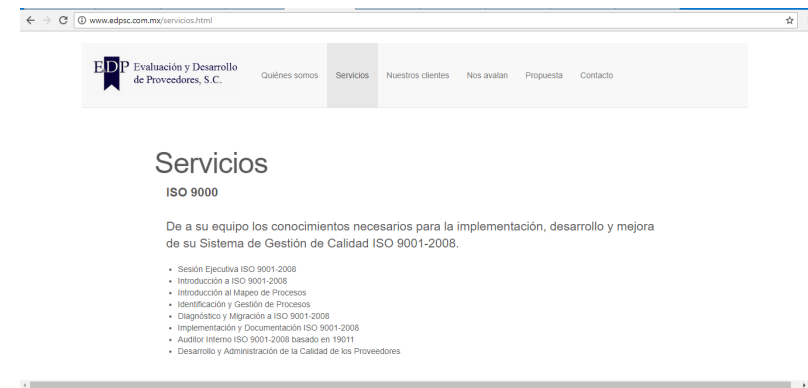 www.edpsc.com.mx/servicios.html
EDP Evaluación y Desarrollo
de Proveedores, S.C.
Quiénes somos Servicios Nuestros clientes Nos avalan Propuesta Contacto
Servicios
ISO 9000
De a su equipo los conocimientos necesarios para la implementación, desarrollo y mejora
de su Sistema de Gestión de Calidad ISO 9001-2008.
• Sesión Ejecutiva ISO 9001-2008
• Introducción a ISO 9001-2008
• Introducción al Mapeo de Procesos
• Identificación y Gestión de Procesos
• Diagnóstico y Migración a ISO 9001-2008
• Implementación y Documentación ISO 9001-2008
• Auditor Interno ISO 9001-2008 basado en 19011
• Desarrollo y Administración de la Calidad de los Proveedores